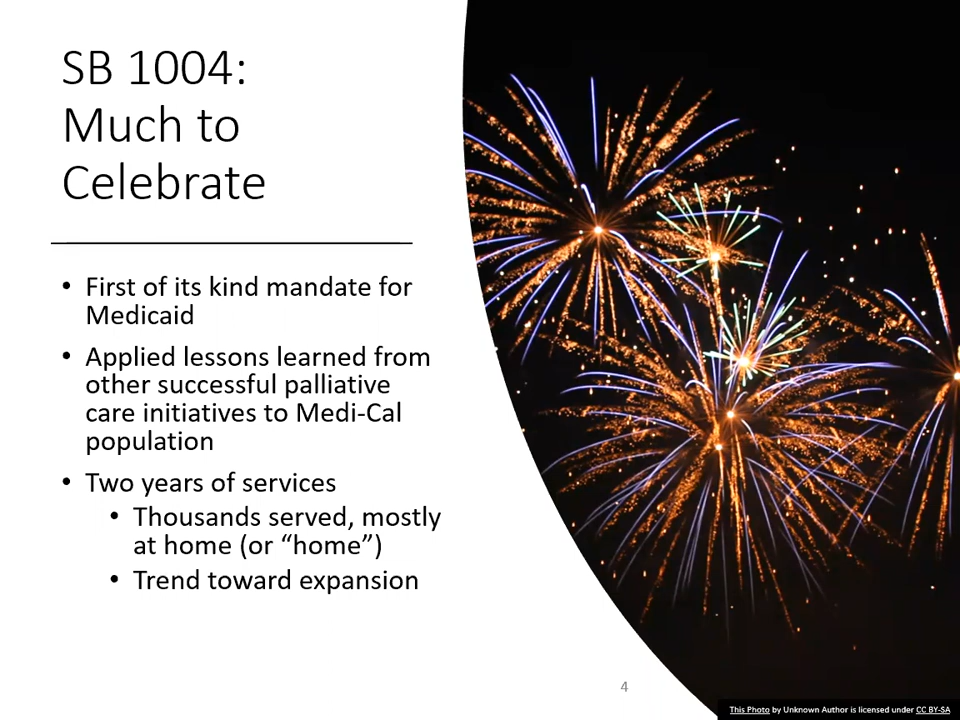 SB 1004:
Much to
Celebrate
• First of its kind mandate for
Medicaid
• Applied lessons learned from
other successful palliative
care initiatives to Medi-Cal
population
• Two years of services
• Thousands served, mostly
at home (or “home”)
• Trend toward expansion
4
This Photo by Unknown Author is licensed under CC BY-SA